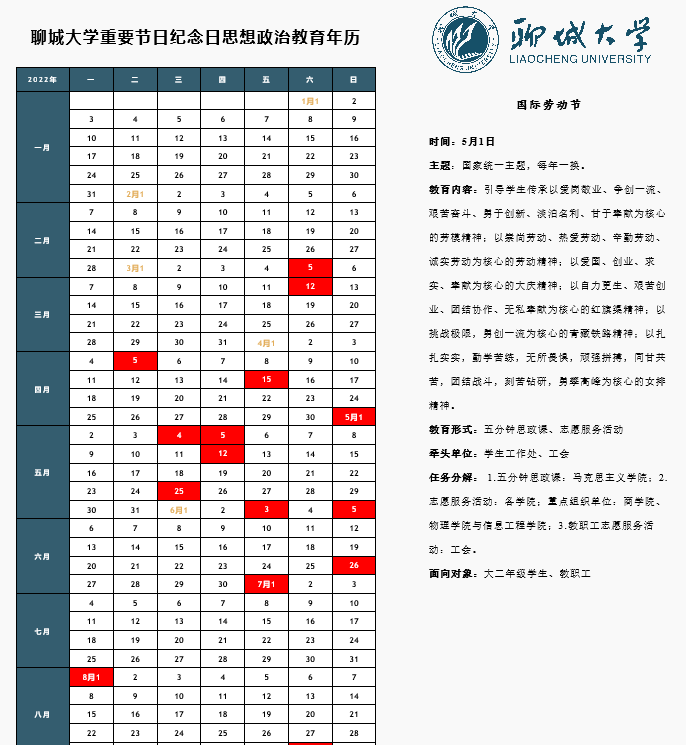 聊城大学重要节日纪念日思想政治教育年历
2022年 一 二 三 四 五 六 日
一月
1月1 2
3 4 5 6 7 8 9
10 11 12 13 14 15 16
17 18 19 20 21 22 23
24 25 26 27 28 29 30
31 2月1 2 3 4 5 6
二月
7 8 9 10 11 12 13
14 15 16 17 18 19 20
21 22 23 24 25 26 27
28 3月1 2 3 4 5 6
三月
7 8 9 10 11 12 13
14 15 16 17 18 19 20
21 22 23 24 25 26 27
28 29 30 31 4月1 2 3
四月
4 5 6 7 8 9 10
11 12 13 14 15 16 17
18 19 20 21 22 23 24
25 26 27 28 29 30 5月1
五月
2 3 4 5 6 7 8
9 10 11 12 13 14 15
16 17 18 19 20 21 22
23 24 25 26 27 28 29
30 31 6月1 2 3 4 5
六月
6 7 8 9 10 11 12
13 14 15 16 17 18 19
20 21 22 23 24 25 26
27 28 29 30 7月1 2 3
七月
4 5 6 7 8 9 10
11 12 13 14 15 16 17
18 19 20 21 22 23 24
25 26 27 28 29 30 31
八月
8月1 2 3 4 5 6 7
8 9 10 11 12 13 14
15 16 17 18 19 20 21
22 23 24 25 26 27 28
聊城大学
LIAOCHENG UNIVERSITY
国际劳动节
时间：5月1日
主题：国家统一主题，每年一换。
教育内容：引导学生传承以爱岗敬业、争创一流、
艰苦奋斗、勇于创新、淡泊名利、甘于奉献为核心
的劳模精神；以崇尚劳动、热爱劳动、辛勤劳动、
诚实劳动为核心的劳动精神；以爱国、创业、求
实、奉献为核心的大庆精神；以自力更生、艰苦创
业、团结协作、无私奉献为核心的红旗渠精神；以
挑战极限，勇创一流为核心的青藏铁路精神；以扎
扎实实，勤学苦练，无所畏惧，顽强拼搏，同甘共
苦，团结战斗，刻苦钻研，勇攀高峰为核心的女排
精神。
教育形式：五分钟思政课、志愿服务活动
牵头单位：学生工作处、工会
任务分解： 1.五分钟思政课：马克思主义学院；2.
志愿服务活动：各学院；重点组织单位：商学院、
物理学院与信息工程学院；3.教职工志愿服务活
动：工会。
面向对象：大二年级学生、教职工